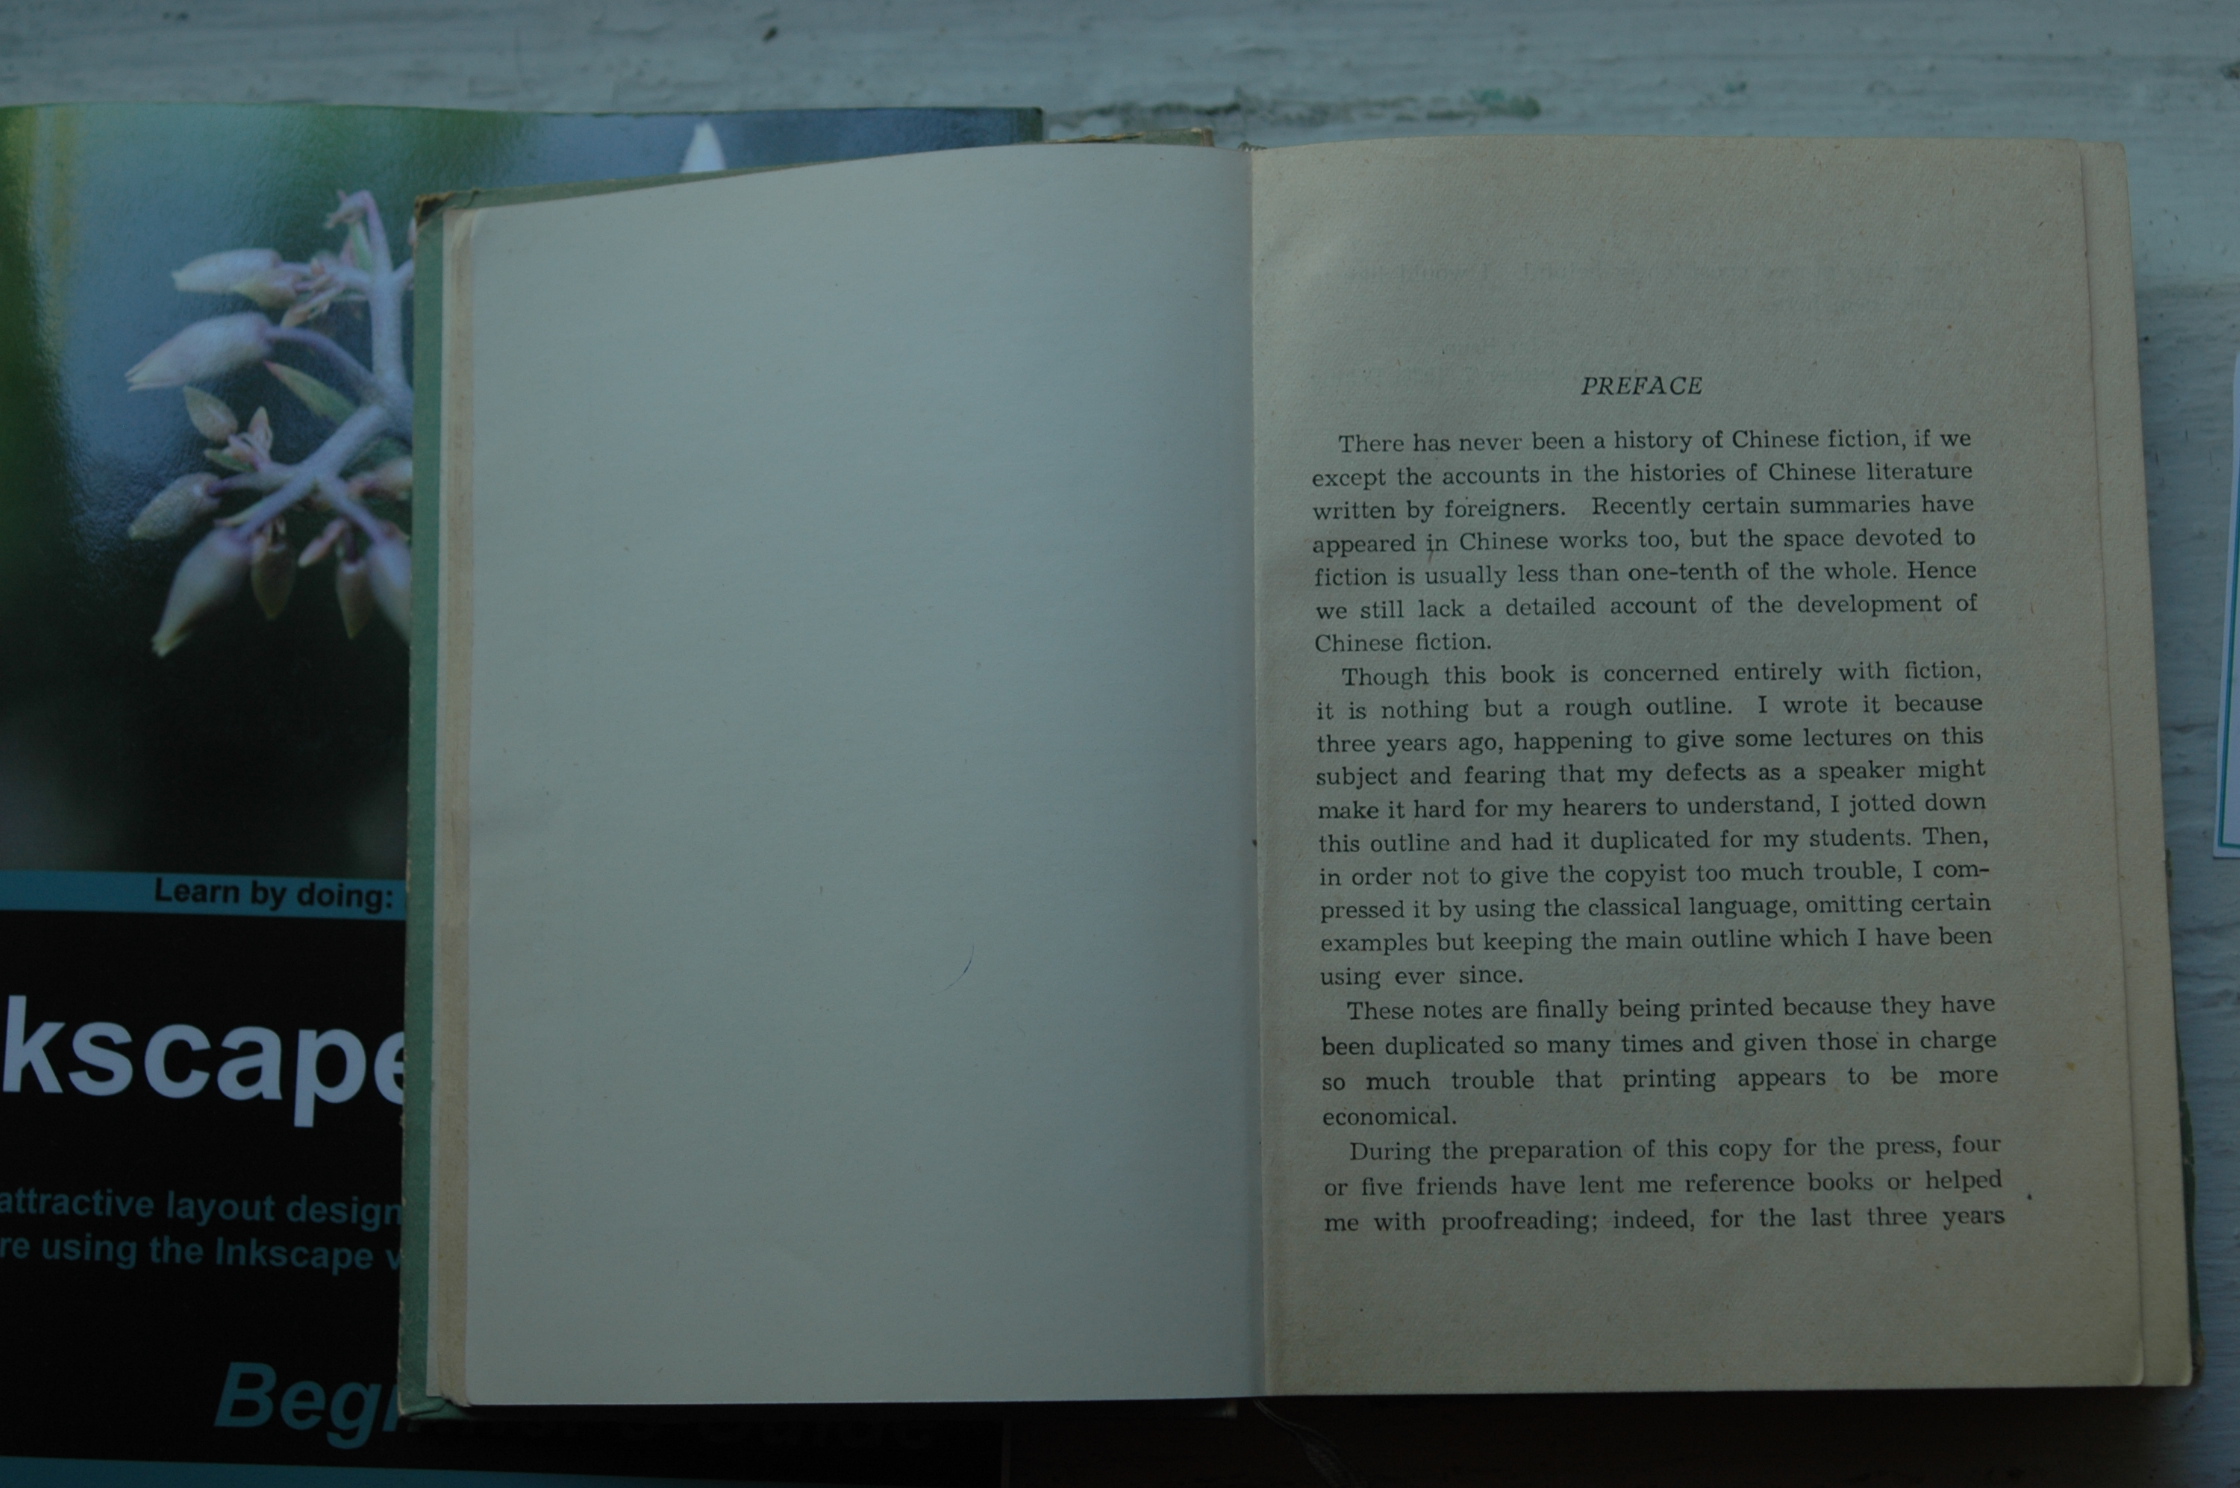 Learn by doing:
kscape
attractive layout design
re using the Inkscape
Beg
PREFACE
There has never been a history of Chinese fiction, if we
except the accounts in the histories of Chinese literature
written by foreigners. Recently certain summaries have
appeared in Chinese works too, but the space devoted to
fiction is usually less than one-tenth of the whole. Hence
we still lack a detailed account of the development of
Chinese fiction.
Though this book is concerned entirely with fiction,
it is nothing but a rough outline. I wrote it because
three years ago, happening to give some lectures on this
subject and fearing that my defects as a speaker might
make it hard for my hearers to understand, I jotted down
this outline and had it duplicated for my students. Then,
in order not to give the copyist too much trouble, I com-
pressed it by using the classical language, omitting certain
examples but keeping the main outline which I have been
using ever since.
These notes are finally being printed because they have
been duplicated so many times and given those in charge
so much trouble that printing appears to be more
economical.
During the preparation of this copy for the press, four
or five friends have lent me reference books or helped
me with proofreading; indeed, for the last three years